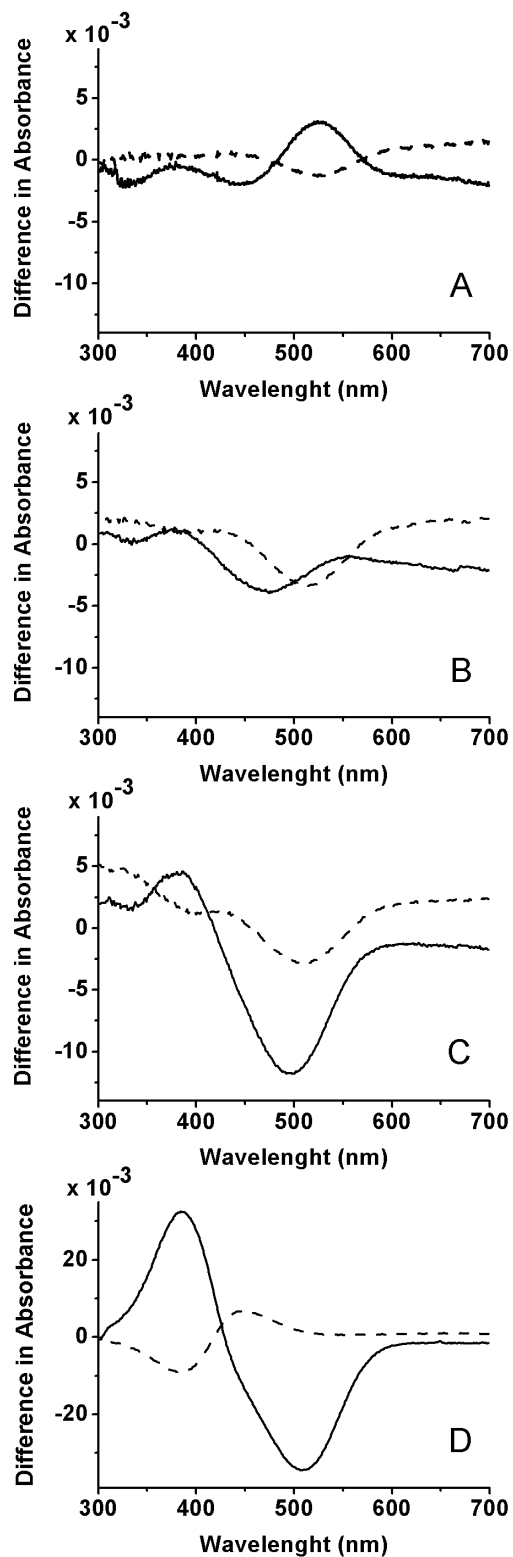 x 10⁻³
Difference in Absorbance
5
0
-5
-10
A
300 400 500 600 700
Wavelenght (nm)
x 10⁻³
Difference in Absorbance
5
0
-5
-10
B
300 400 500 600 700
Wavelenght (nm)
x 10⁻³
Difference in Absorbance
5
0
-5
-10
C
300 400 500 600 700
Wavelenght (nm)
x 10⁻³
Difference in Absorbance
20
0
-20
D
300 400 500 600 700
Wavelenght (nm)